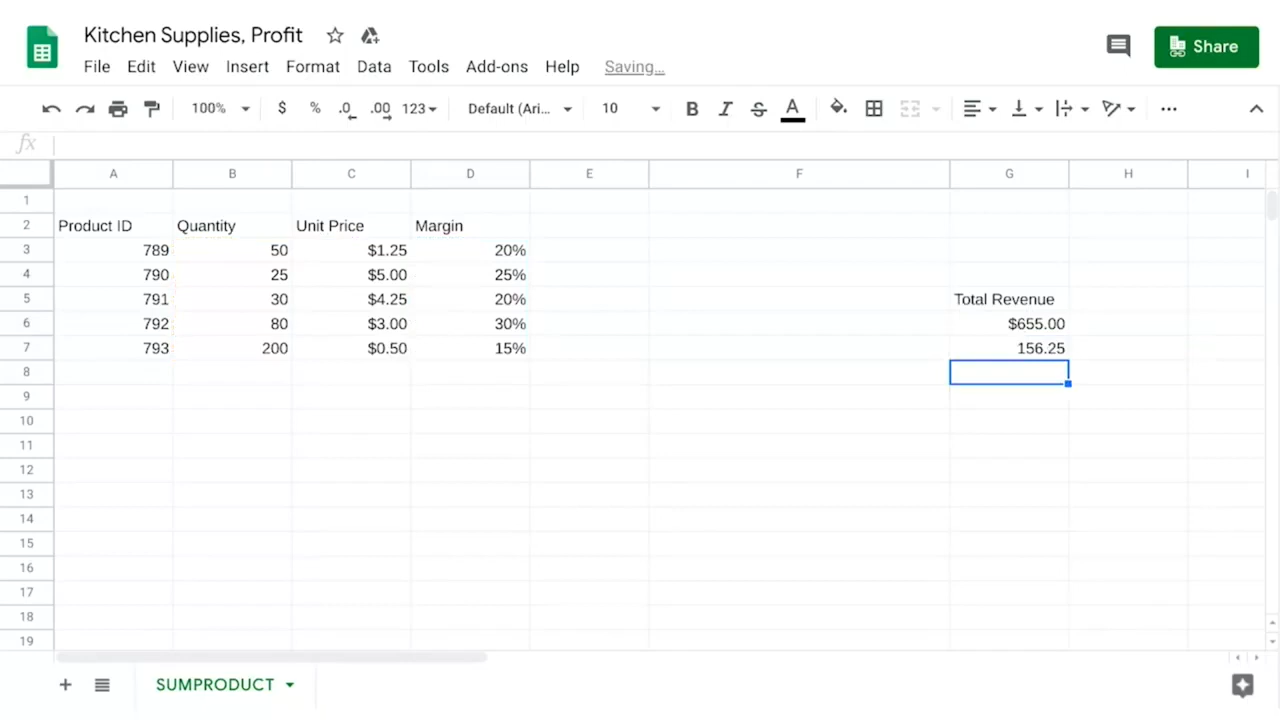 Kitchen Supplies, Profit
Share
File Edit View Insert Format Data Tools Add-ons Help Saving...
100% $ % .0 .00 123 Default (Ari... 10 B I S A ...
fx
A B C D E F G H I
1
2 Product ID Quantity Unit Price Margin
3 789 50 $1.25 20%
4 790 25 $5.00 25%
5 791 30 $4.25 20% Total Revenue
6 792 80 $3.00 30% $655.00
7 793 200 $0.50 15% 156.25
8
9
10
11
12
13
14
15
16
17
18
19
+ SUMPRODUCT